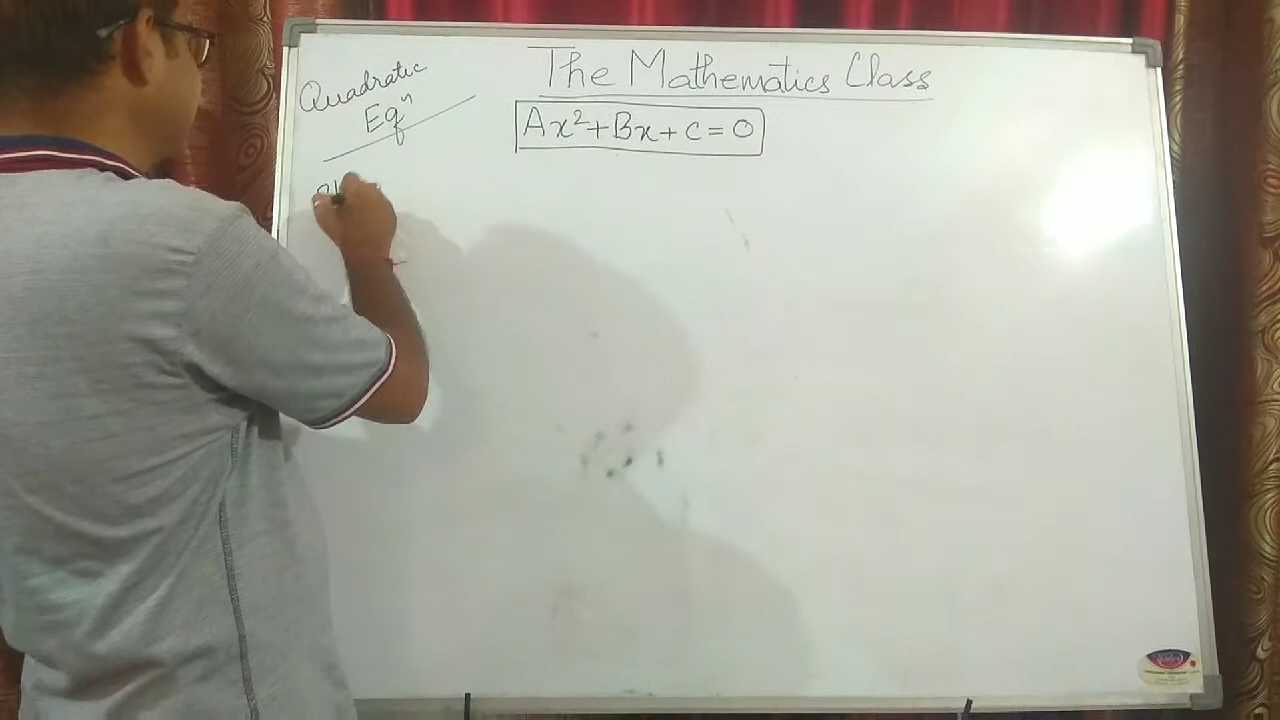 The Mathematics Class
Quadratic
Eqⁿ
Ax²+Bx+C=0